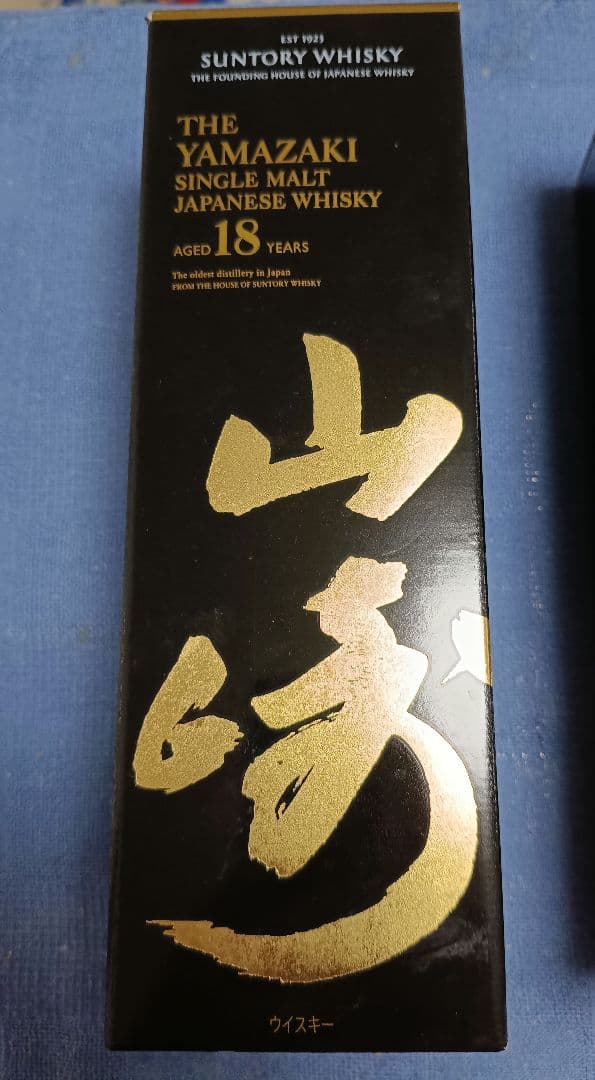 EST 1923
SUNTORY WHISKY
THE FOUNDING HOUSE OF JAPANESE WHISKY
THE
YAMAZAKI
SINGLE MALT
JAPANESE WHISKY
AGED 18 YEARS
The oldest distillery in Japan
FROM THE HOUSE OF SUNTORY WHISKY
山
崎
ウイスキー